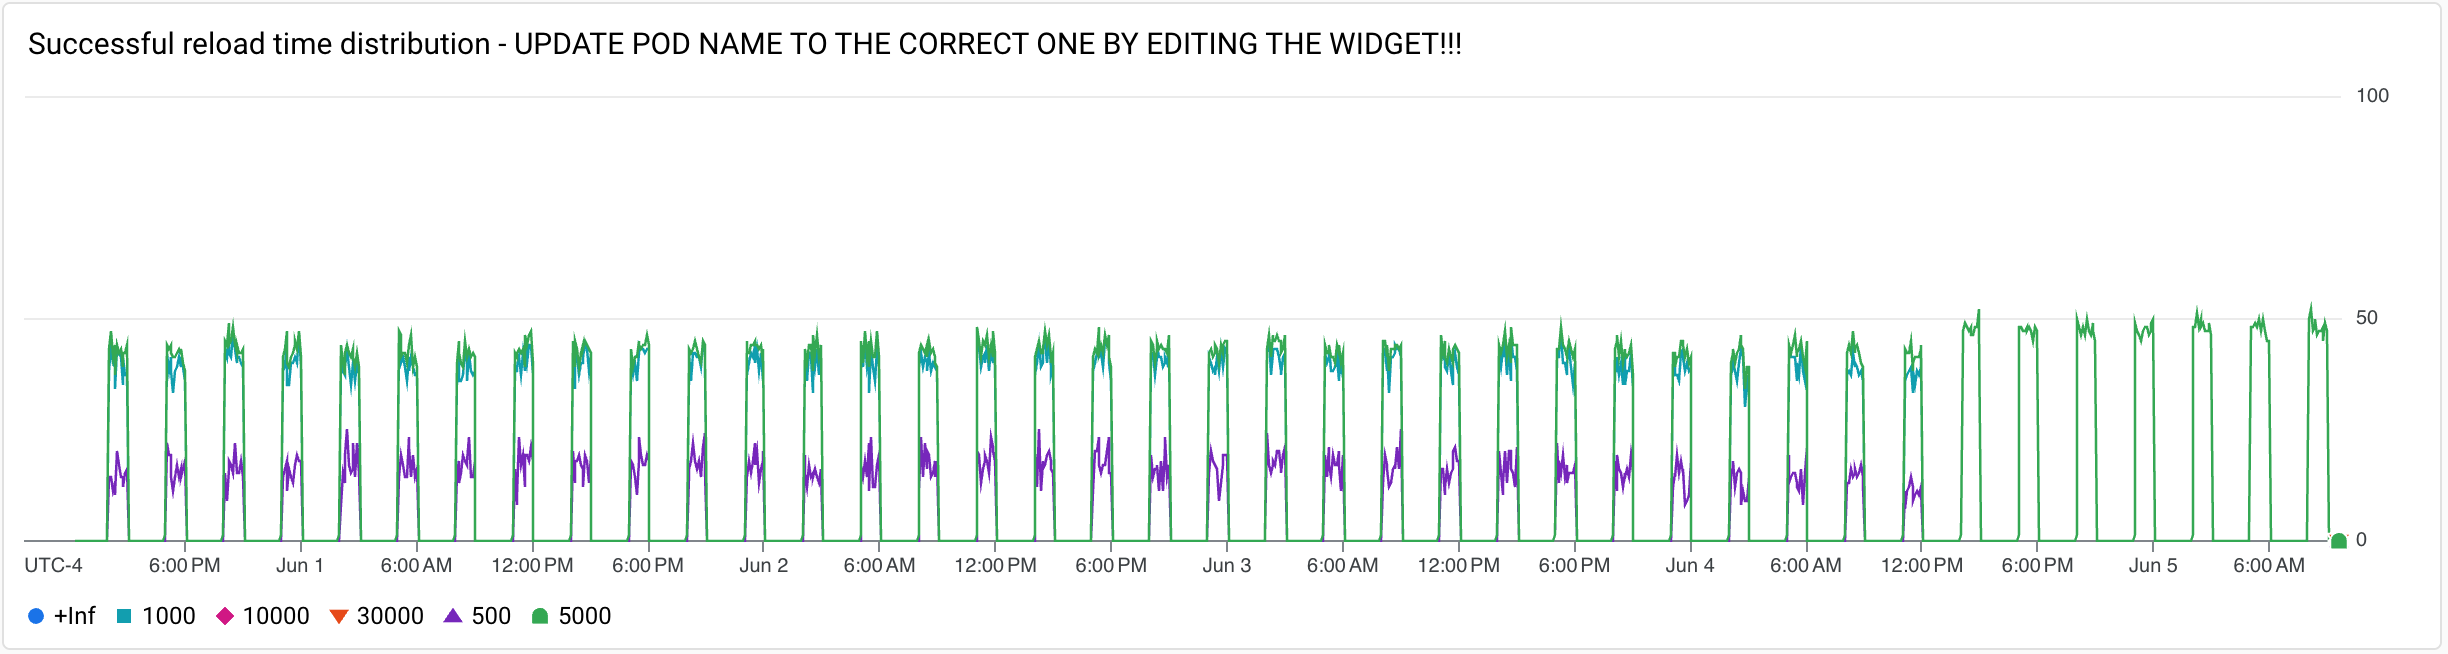 Successful reload time distribution - UPDATE POD NAME TO THE CORRECT ONE BY EDITING THE WIDGET!!!
100
50
0
UTC-4 6:00 PM Jun 1 6:00 AM 12:00 PM 6:00 PM Jun 2 6:00 AM 12:00 PM 6:00 PM Jun 3 6:00 AM 12:00 PM 6:00 PM Jun 4 6:00 AM 12:00 PM 6:00 PM Jun 5 6:00 AM
+Inf 1000 10000 30000 500 5000